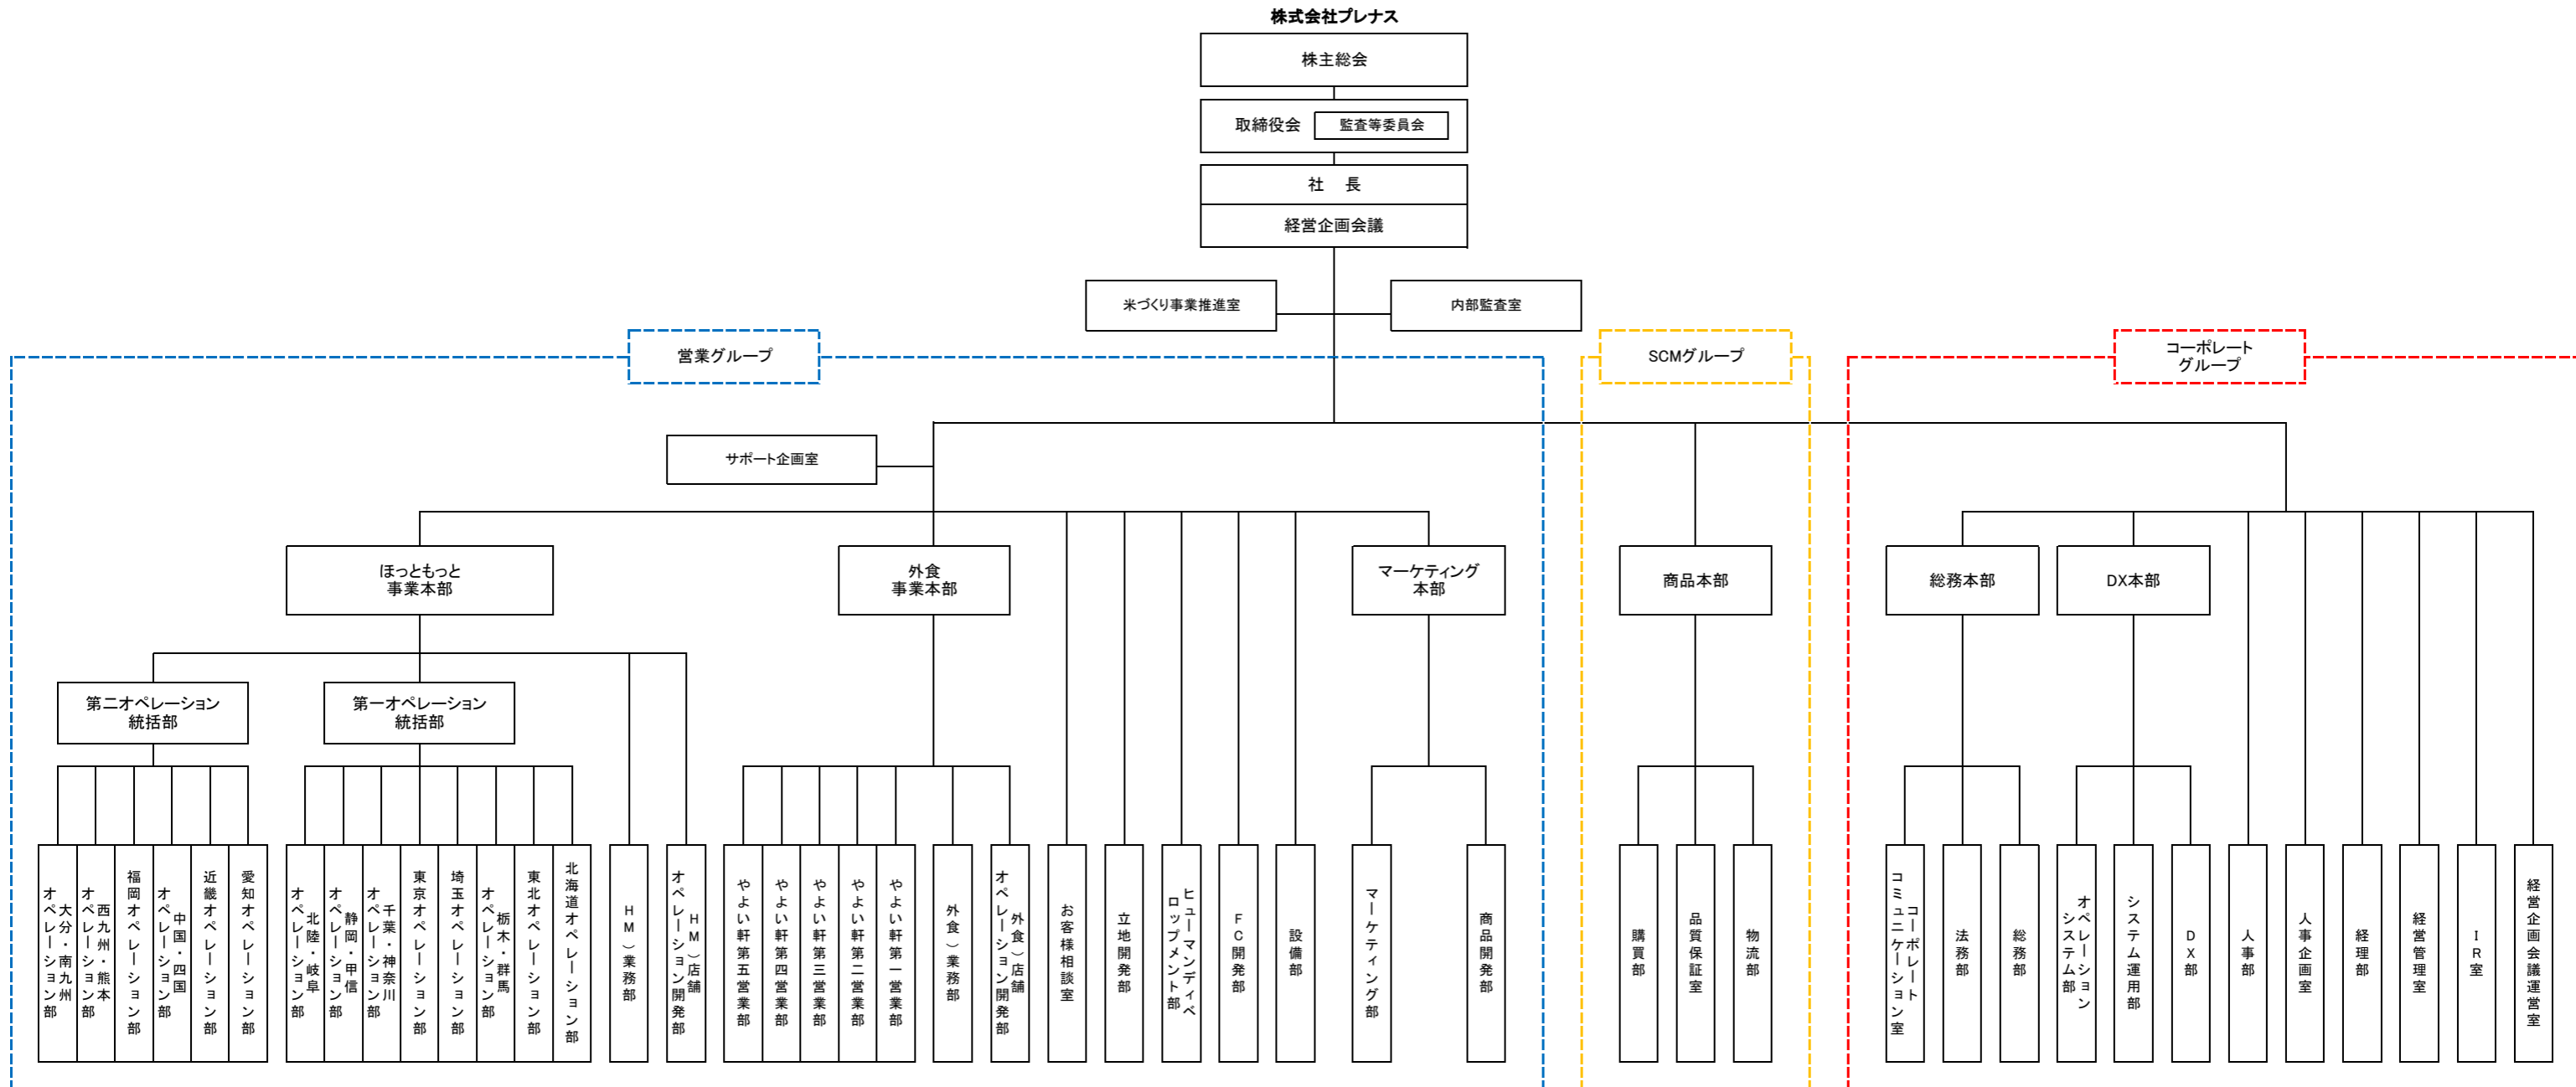 株式会社プレナス
株主総会
取締役会
監査等委員会
社　長
経営企画会議
米づくり事業推進室
内部監査室
営業グループ
SCMグループ
コーポレート
グループ
サポート企画室
ほっともっと
事業本部
外食
事業本部
マーケティング
本部
商品本部
総務本部
DX本部
第二オペレーション
統括部
第一オペレーション
統括部
大分・南九州
オペレーション部
西九州・熊本
オペレーション部
福岡オペレーション部
中国・四国
オペレーション部
近畿オペレーション部
愛知オペレーション部
北陸・岐阜
オペレーション部
静岡・甲信
オペレーション部
千葉・神奈川
オペレーション部
東京オペレーション部
埼玉オペレーション部
栃木・群馬
オペレーション部
東北オペレーション部
北海道オペレーション部
HM）業務部
HM）店舗
オペレーション開発部
やよい軒第五営業部
やよい軒第四営業部
やよい軒第三営業部
やよい軒第二営業部
やよい軒第一営業部
外食）業務部
外食）店舗
オペレーション開発部
お客様相談室
立地開発部
ヒューマンディベ
ロップメント部
FC開発部
設備部
マーケティング部
商品開発部
購買部
品質保証室
物流部
コーポレート
コミュニケーション室
法務部
総務部
オペレーション
システム部
システム運用部
DX部
人事部
人事企画室
経理部
経営管理室
IR室
経営企画会議運営室